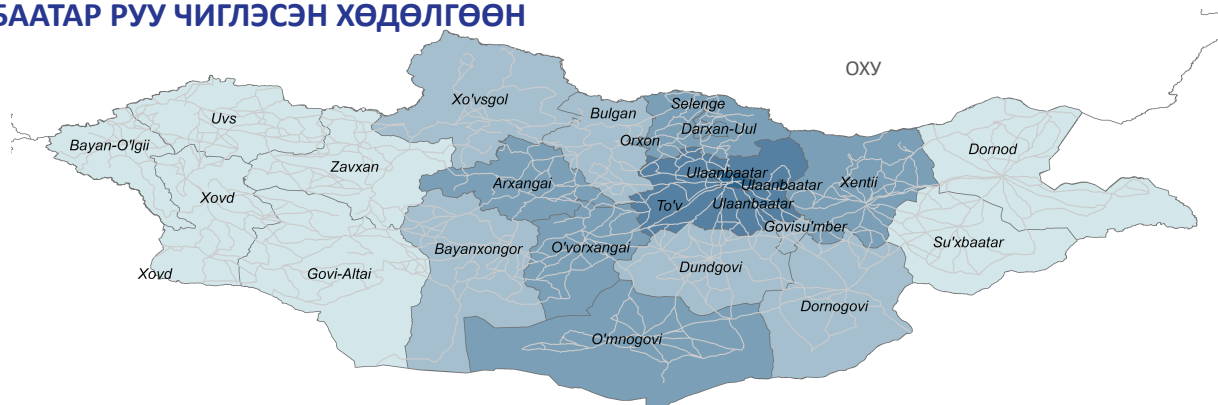 БААТАР РУУ ЧИГЛЭСЭН ХӨДӨЛГӨӨН
ОХУ
Xo'vsgol
Selenge
Bulgan
Uvs
Darxan-Uul
Orxon
Bayan-O'lgii
Dornod
Zavxan
Ulaanbaatar
Arxangai
Ulaanbaatar
Xentii
Xovd
To'v
Ulaanbaatar
Govisu'mber
Su'xbaatar
Bayanxongor
O'vorxangai
Dundgovi
Xovd
Govi-Altai
Dornogovi
O'mnogovi